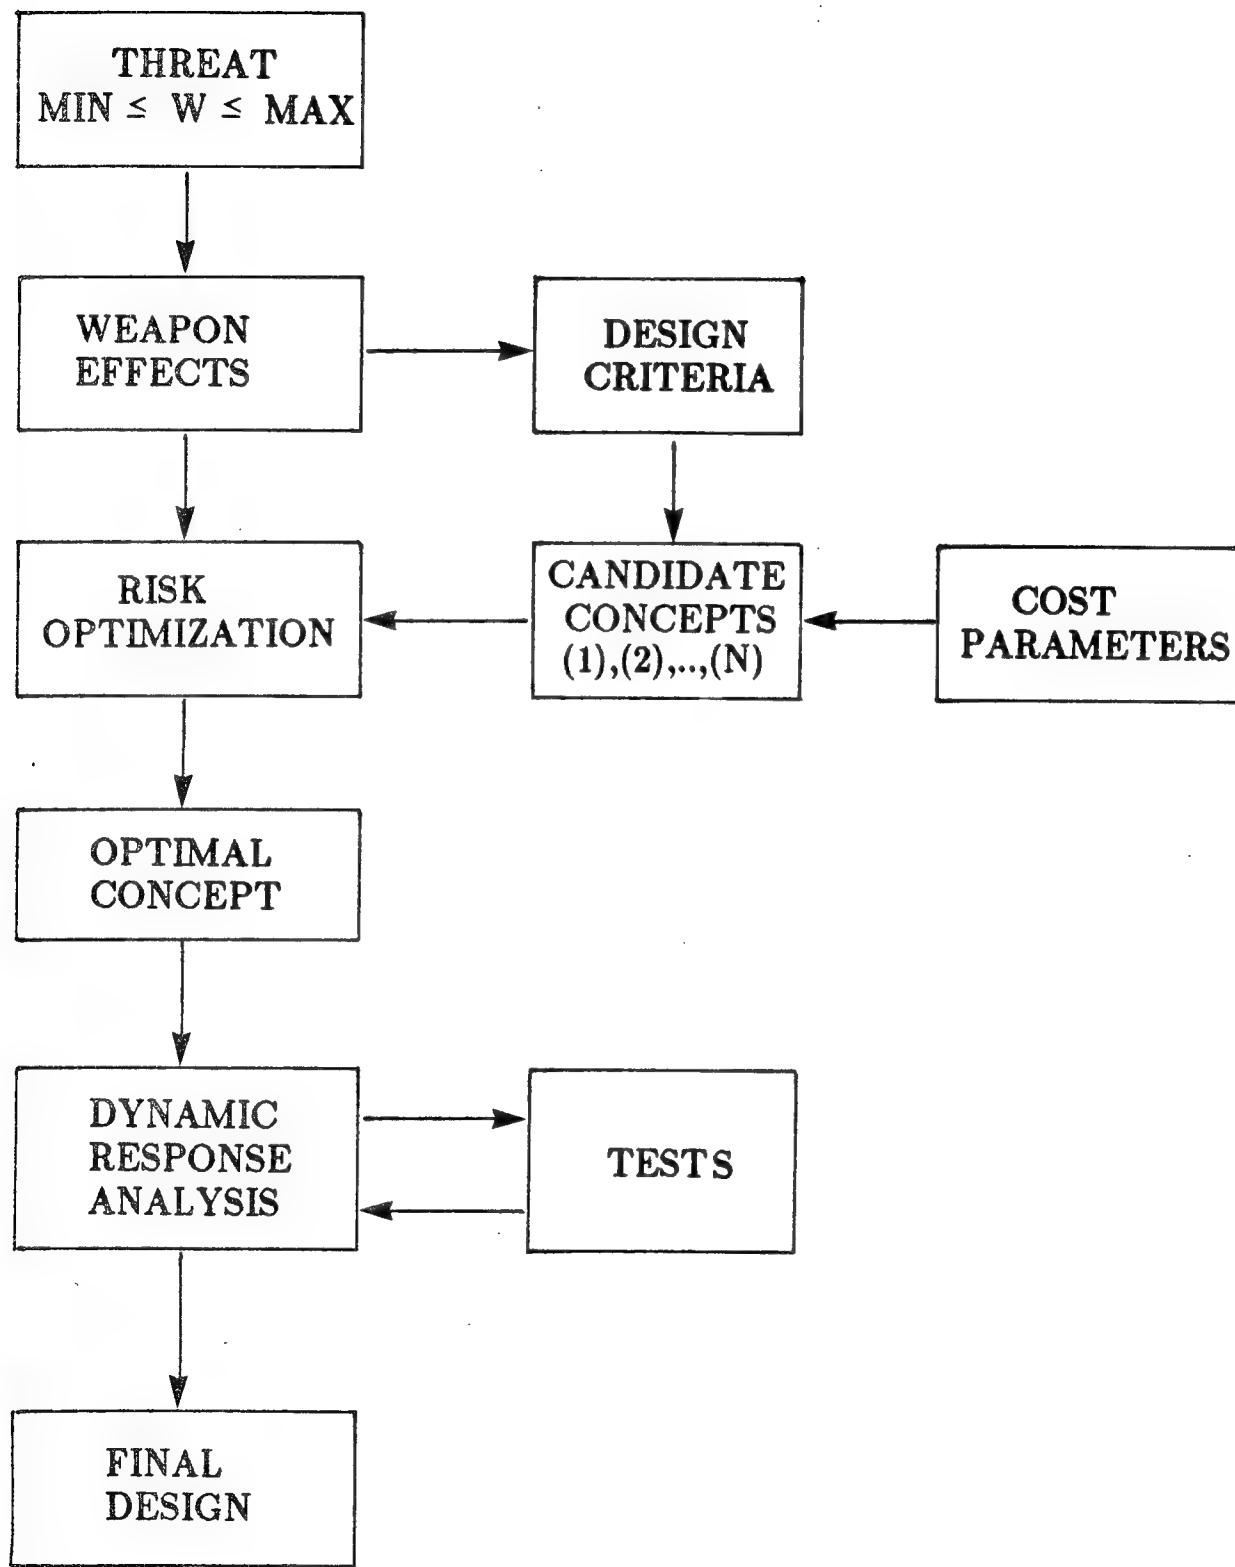 THREAT
MIN ≤ W ≤ MAX
WEAPON
EFFECTS
DESIGN
CRITERIA
RISK
OPTIMIZATION
CANDIDATE
CONCEPTS
(1),(2),..,(N)
COST
PARAMETERS
OPTIMAL
CONCEPT
DYNAMIC
RESPONSE
ANALYSIS
TESTS
FINAL
DESIGN